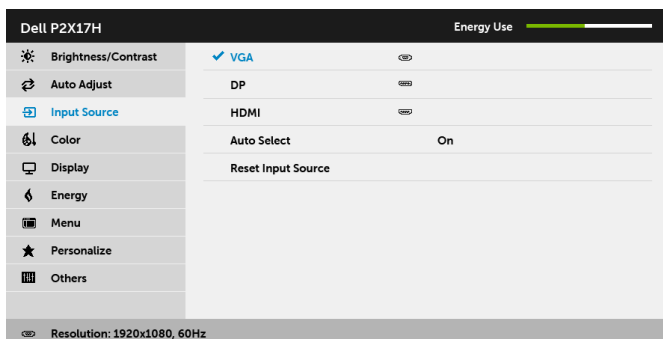 Dell P2X17H
Energy Use
Brightness/Contrast
VGA
Auto Adjust
DP
Input Source
HDMI
Color
Auto Select On
Display
Reset Input Source
Energy
Menu
Personalize
Others
Resolution: 1920x1080, 60Hz